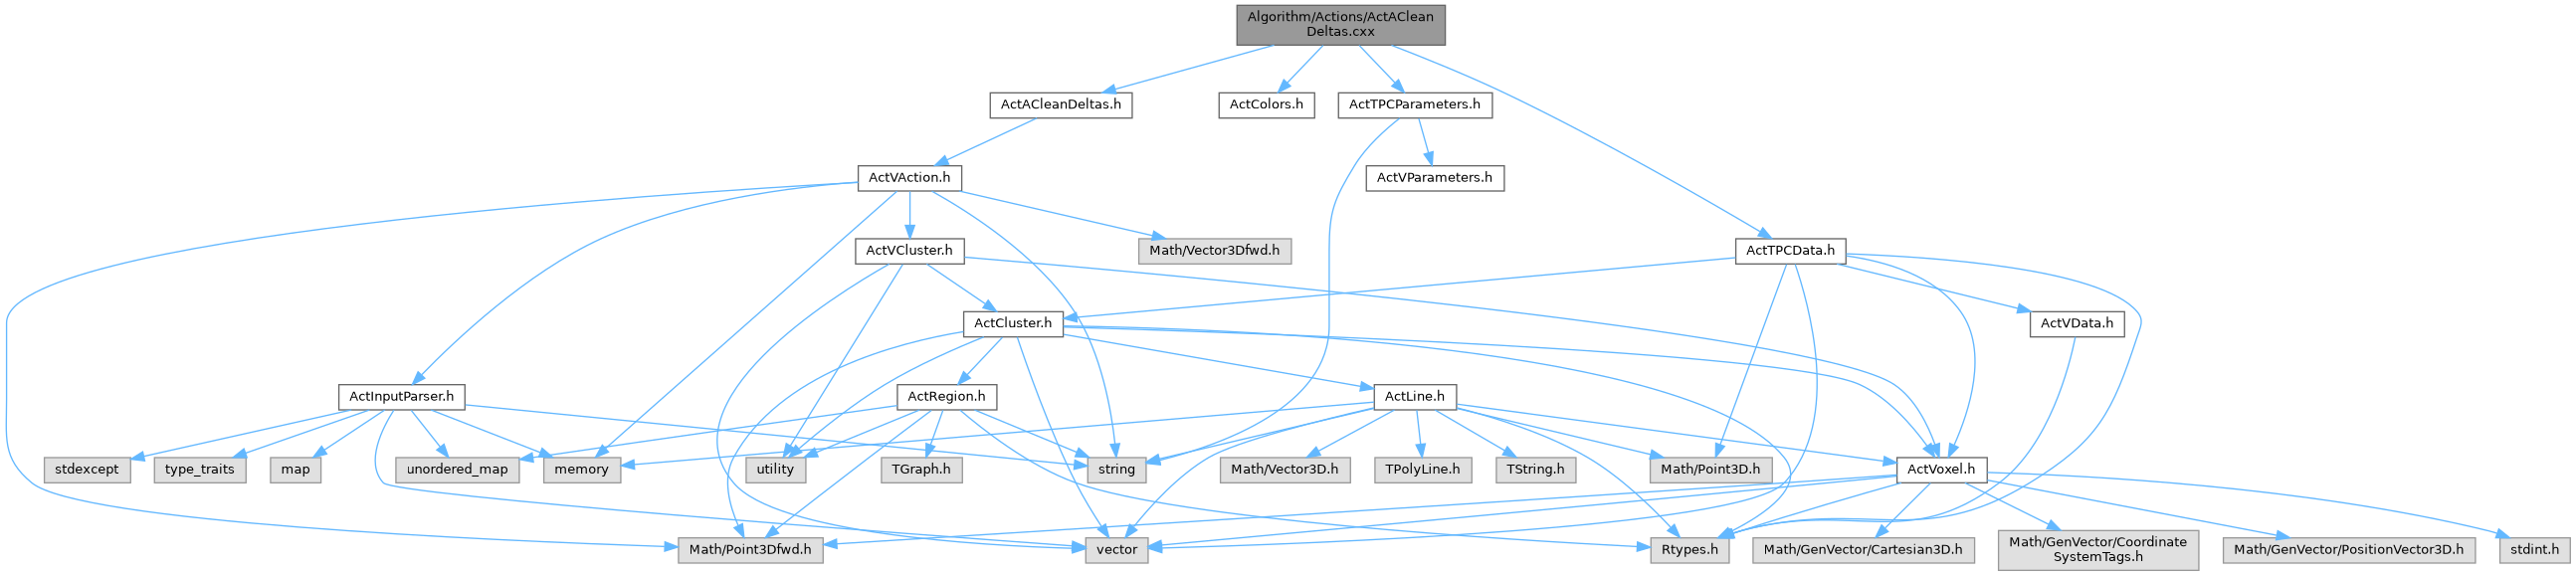 Algorithm/Actions/ActAClean
Deltas.cxx
ActACleanDeltas.h
ActColors.h
ActTPCParameters.h
ActVAction.h
ActVParameters.h
ActVCluster.h
Math/Vector3Dfwd.h
ActTPCData.h
ActCluster.h
ActVData.h
ActInputParser.h
ActRegion.h
ActLine.h
stdexcept
type_traits
map
unordered_map
memory
utility
TGraph.h
string
Math/Vector3D.h
TPolyLine.h
TString.h
Math/Point3D.h
ActVoxel.h
Math/Point3Dfwd.h
vector
Rtypes.h
Math/GenVector/Cartesian3D.h
Math/GenVector/Coordinate
SystemTags.h
Math/GenVector/PositionVector3D.h
stdint.h